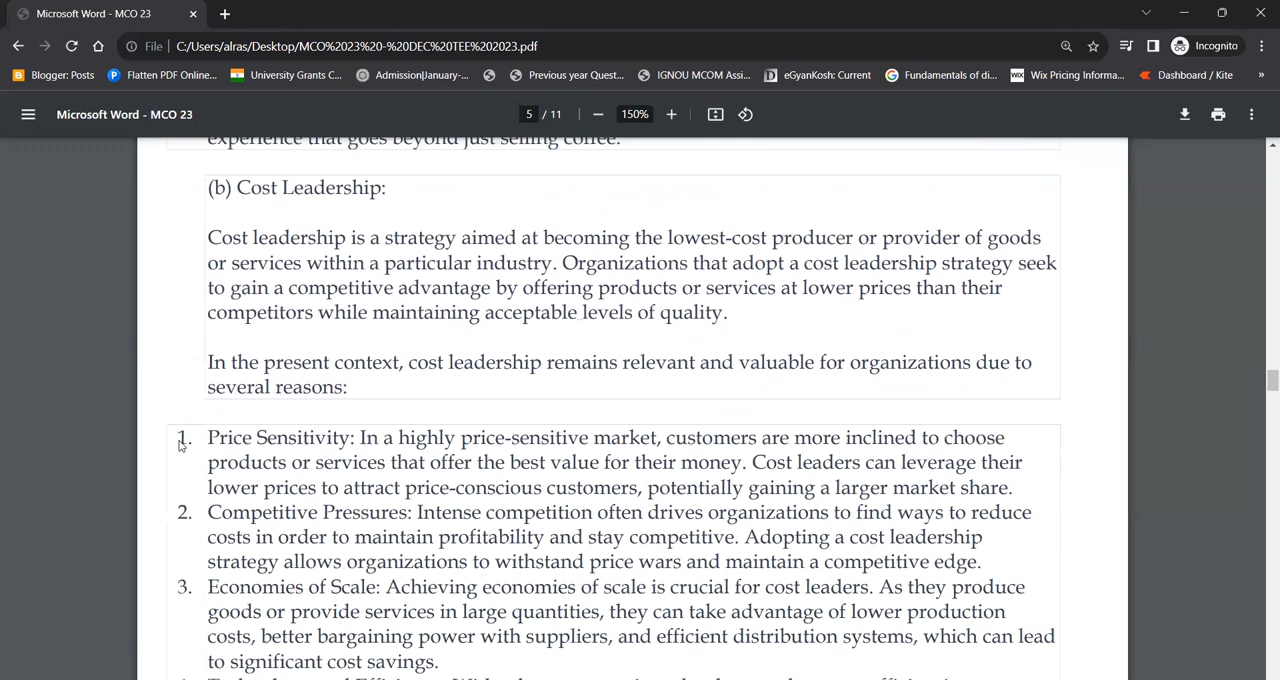 Microsoft Word - MCO 23
File C:/Users/alras/Desktop/MCO%2023%20-%20DEC%20TEE%202023.pdf Incognito
Blogger: Posts Flatten PDF Online... University Grants C... Admission|January-... Previous year Quest... IGNOU MCOM Assi... eGyanKosh: Current Fundamentals of di... WIX Wix Pricing Informa... Dashboard / Kite »
Microsoft Word - MCO 23 5 / 11 150%
experience that goes beyond just selling coffee.
(b) Cost Leadership:
Cost leadership is a strategy aimed at becoming the lowest-cost producer or provider of goods
or services within a particular industry. Organizations that adopt a cost leadership strategy seek
to gain a competitive advantage by offering products or services at lower prices than their
competitors while maintaining acceptable levels of quality.
In the present context, cost leadership remains relevant and valuable for organizations due to
several reasons:
1. Price Sensitivity: In a highly price-sensitive market, customers are more inclined to choose
products or services that offer the best value for their money. Cost leaders can leverage their
lower prices to attract price-conscious customers, potentially gaining a larger market share.
2. Competitive Pressures: Intense competition often drives organizations to find ways to reduce
costs in order to maintain profitability and stay competitive. Adopting a cost leadership
strategy allows organizations to withstand price wars and maintain a competitive edge.
3. Economies of Scale: Achieving economies of scale is crucial for cost leaders. As they produce
goods or provide services in large quantities, they can take advantage of lower production
costs, better bargaining power with suppliers, and efficient distribution systems, which can lead
to significant cost savings.